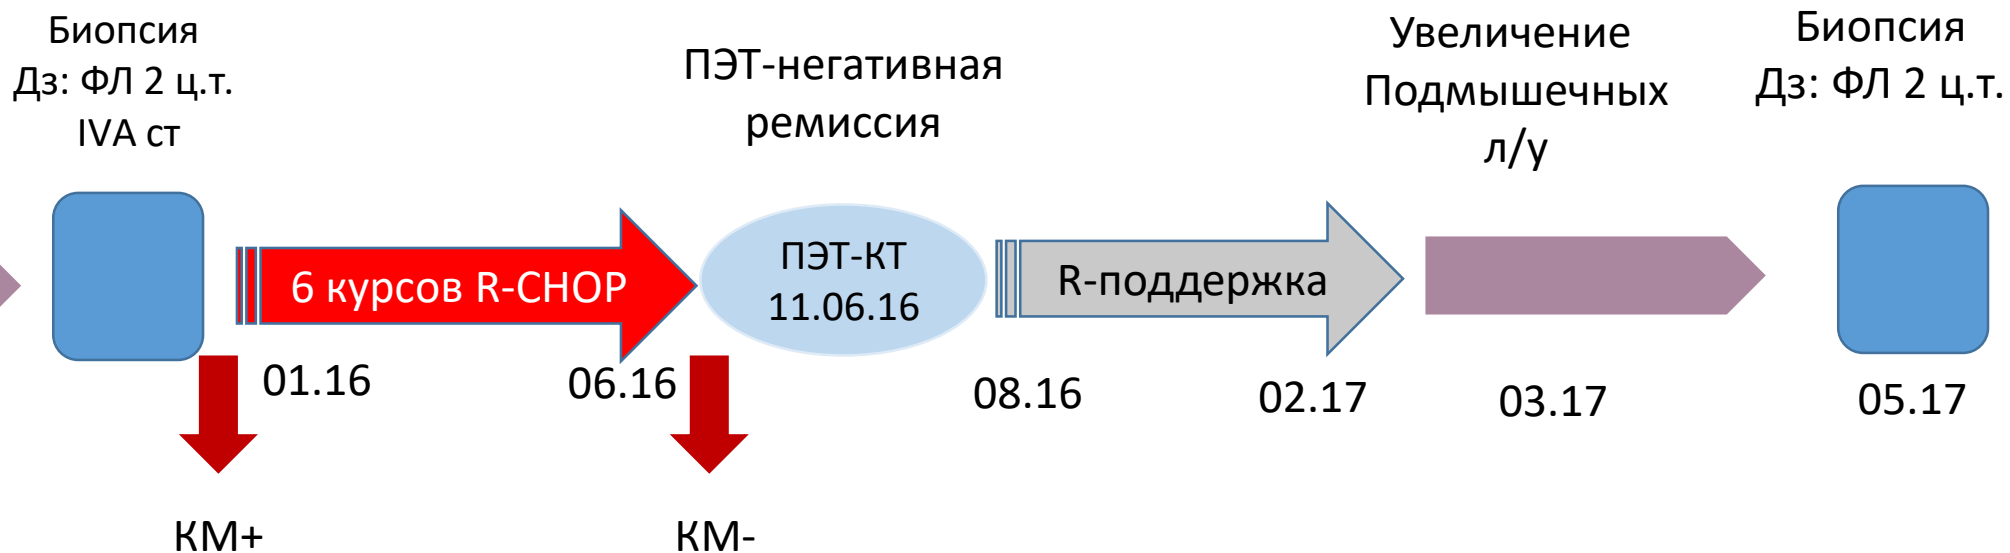 Биопсия
Дз: ФЛ 2 ц.т.
IVA ст
ПЭТ-негативная
ремиссия
Увеличение
Подмышечных
л/у
Биопсия
Дз: ФЛ 2 ц.т.
6 курсов R-CHOP
ПЭТ-КТ
11.06.16
R-поддержка
01.16
06.16
08.16
02.17
03.17
05.17
КМ+
КМ-